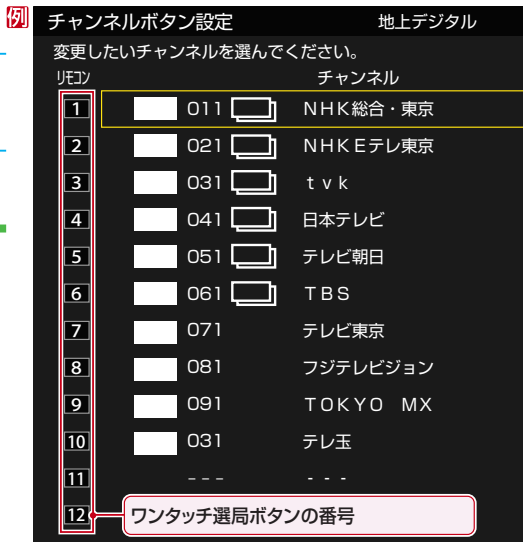 例
チャンネルボタン設定 地上デジタル
変更したいチャンネルを選んでください。
リモコン チャンネル
1 011 NHK総合・東京
2 021 NHKEテレ東京
3 031 tvk
4 041 日本テレビ
5 051 テレビ朝日
6 061 TBS
7 071 テレビ東京
8 081 フジテレビジョン
9 091 TOKYO MX
10 031 テレ玉
11 --- ---
12 ワンタッチ選局ボタンの番号